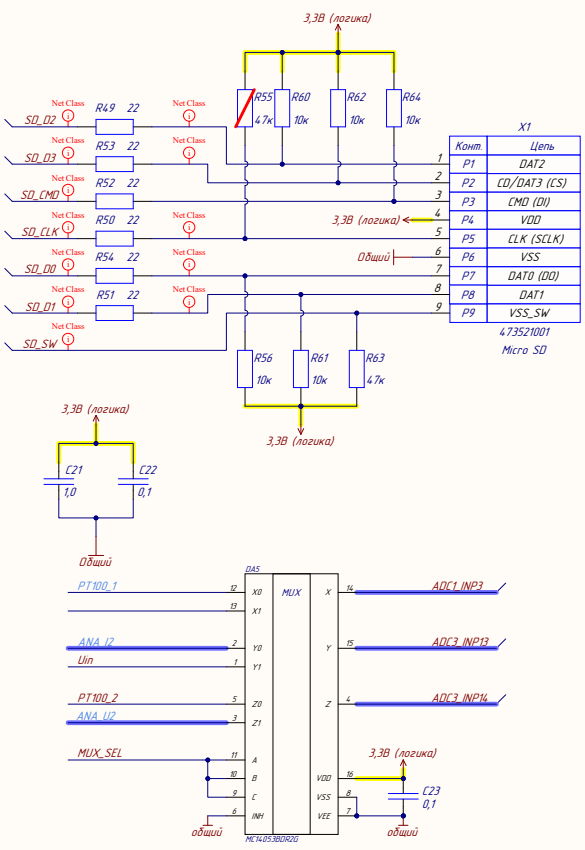 3,3В (логика)
R55 R60 R62 R64
47к 10к 10к 10к
Net Class Net Class
SD_D2 R49 22
Net Class Net Class
SD_D3 R53 22
Net Class Net Class
SD_CMD R52 22
Net Class Net Class
SD_CLK R50 22
Net Class Net Class
SD_D0 R54 22
Net Class Net Class
SD_D1 R51 22
Net Class
SD_SW
X1
Конт. Цепь
1 P1 DAT2
2 P2 CD/DAT3 (CS)
3 P3 CMD (DI)
3,3В (логика) 4 P4 VDD
5 P5 CLK (SCLK)
Общий 6 P6 VSS
7 P7 DAT0 (DO)
8 P8 DAT1
9 P9 VSS_SW
473521001
Micro SD
R56 R61 R63
10к 10к 47к
3,3В (логика)
3,3В (логика)
C21 C22
1,0 0,1
Общий
DA5
PT100_1 12 X0 MUX X 14 ADC1_INP3
13 X1
ANA_I2 2 Y0 Y 15 ADC3_INP13
Uin 1 Y1
PT100_2 5 Z0 Z 4 ADC3_INP14
ANA_U2 3 Z1
MUX_SEL 11 A
3,3В (логика)
10 B VDD 16
9 C VSS 8
6 INH VEE 7
C23
0,1
общий общий
MC14053BDR2G